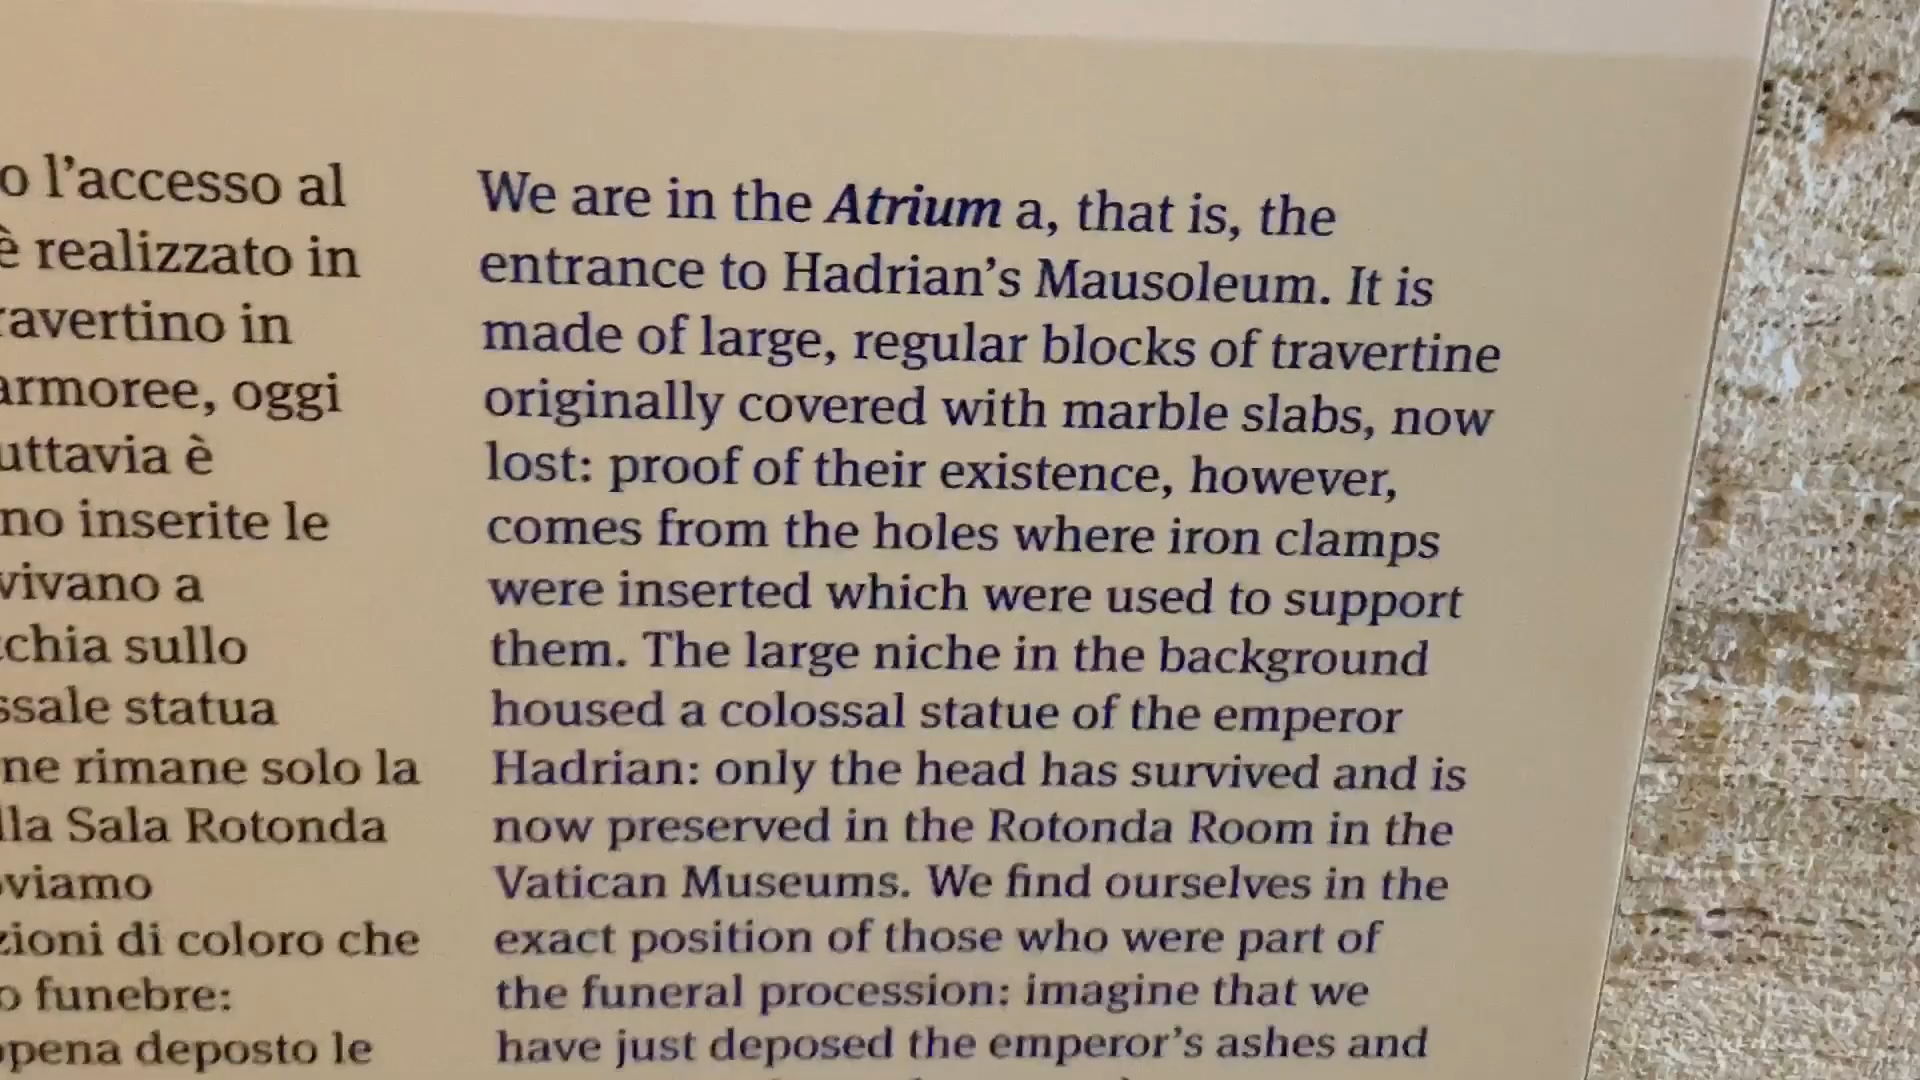 o l'accesso al
è realizzato in
ravertino in
armoree, oggi
uttavia è
no inserite le
vivano a
cchia sullo
ssale statua
ne rimane solo la
lla Sala Rotonda
oviamo
zioni di coloro che
o funebre:
pena deposto le
We are in the Atrium a, that is, the
entrance to Hadrian's Mausoleum. It is
made of large, regular blocks of travertine
originally covered with marble slabs, now
lost: proof of their existence, however,
comes from the holes where iron clamps
were inserted which were used to support
them. The large niche in the background
housed a colossal statue of the emperor
Hadrian: only the head has survived and is
now preserved in the Rotonda Room in the
Vatican Museums. We find ourselves in the
exact position of those who were part of
the funeral procession: imagine that we
have just deposed the emperor's ashes and